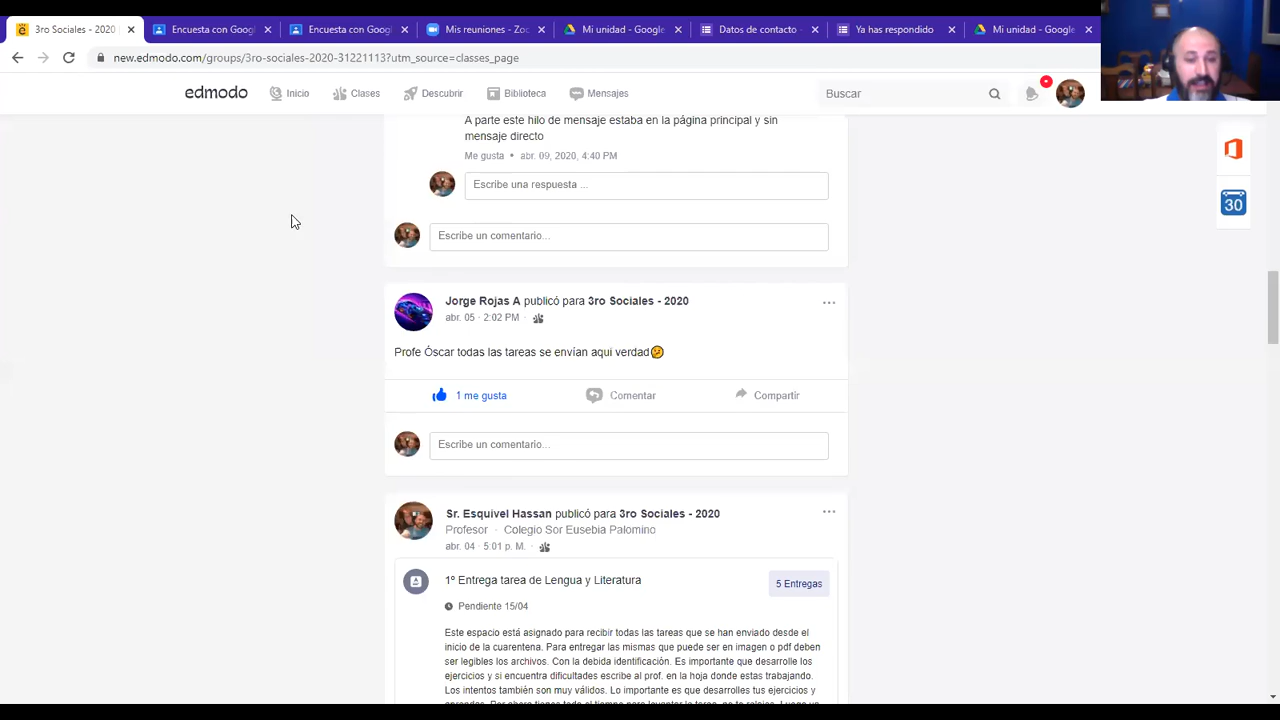 3ro Sociales - 2020
Encuesta con Googl
Encuesta con Googl
Mis reuniones - Zoo
Mi unidad - Google
Datos de contacto -
Ya has respondido
Mi unidad - Google
new.edmodo.com/groups/3ro-sociales-2020-31221113?utm_source=classes_page
edmodo
Inicio
Clases
Descubrir
Biblioteca
Mensajes
Buscar
A parte este hilo de mensaje estaba en la página principal y sin
mensaje directo
Me gusta • abr. 09, 2020, 4:40 PM
Escribe una respuesta ...
Escribe un comentario...
30
Jorge Rojas A publicó para 3ro Sociales - 2020
abr. 05 · 2:02 PM ·
Profe Óscar todas las tareas se envían aqui verdad🤔
1 me gusta
Comentar
Compartir
Escribe un comentario...
Sr. Esquivel Hassan publicó para 3ro Sociales - 2020
Profesor · Colegio Sor Eusebia Palomino
abr. 04 · 5:01 p. M. ·
1º Entrega tarea de Lengua y Literatura
5 Entregas
Pendiente 15/04
Este espacio está asignado para recibir todas las tareas que se han enviado desde el
inicio de la cuarentena. Para entregar las mismas que puede ser en imagen o pdf deben
ser legibles los archivos. Con la debida identificación. Es importante que desarrolle los
ejercicios y si encuentra dificultades escribe al prof. en la hoja donde estas trabajando.
Los intentos también son muy válidos. Lo importante es que desarrolles tus ejercicios y